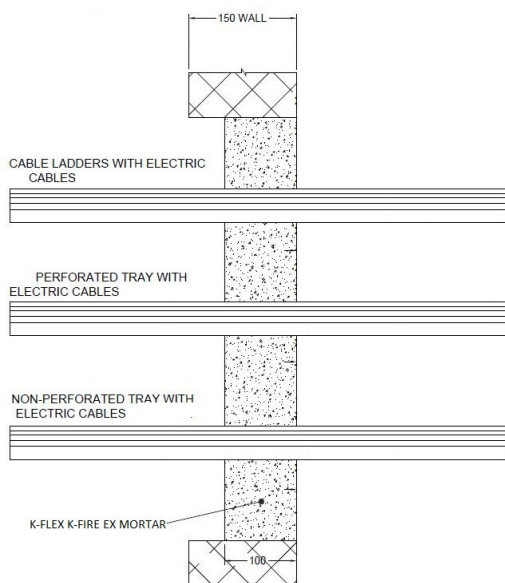 150 WALL
CABLE LADDERS WITH ELECTRIC
CABLES
PERFORATED TRAY WITH
ELECTRIC CABLES
NON-PERFORATED TRAY WITH
ELECTRIC CABLES
K-FLEX K-FIRE EX MORTAR
100